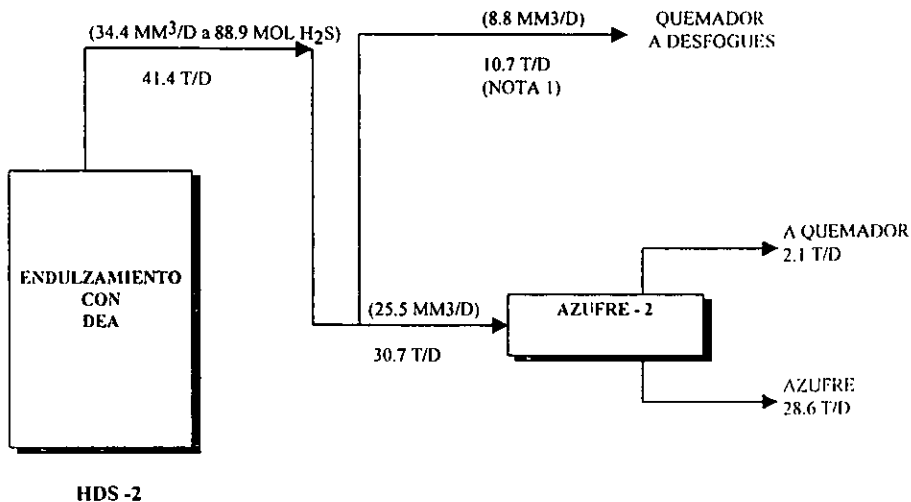 (34.4 MM³/D a 88.9 MOL H₂S)
41.4 T/D
(8.8 MM3/D)
10.7 T/D
(NOTA 1)
QUEMADOR
A DESFOGUES
ENDULZAMIENTO
CON
DEA
(25.5 MM3/D)
30.7 T/D
AZUFRE - 2
A QUEMADOR
2.1 T/D
AZUFRE
28.6 T/D
HDS -2